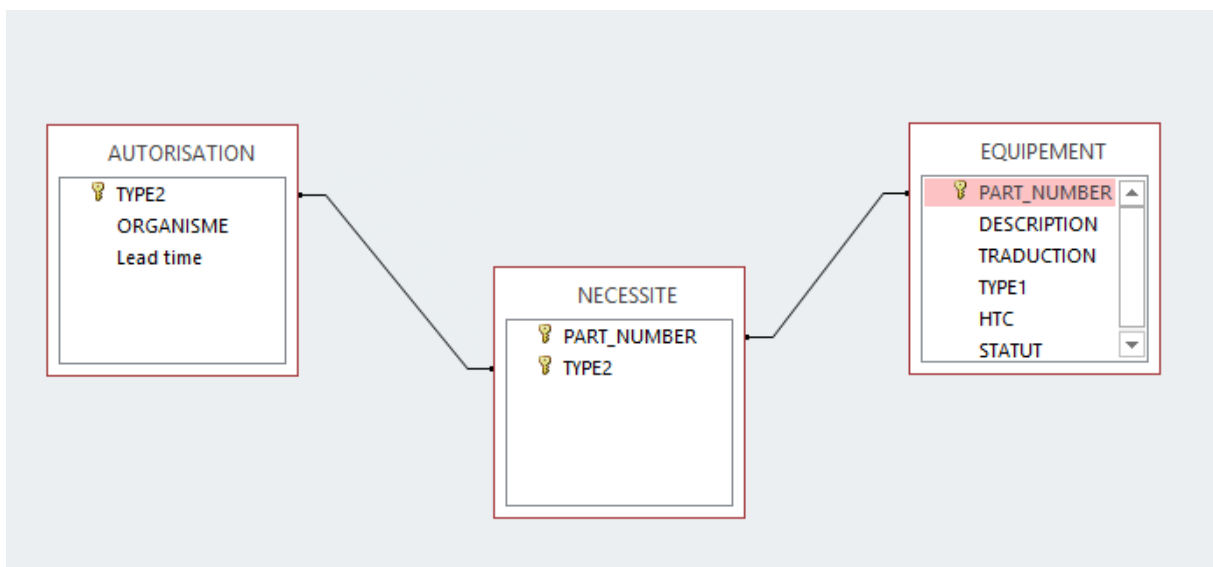 AUTORISATION
TYPE2
ORGANISME
Lead time
NECESSITE
PART_NUMBER
TYPE2
EQUIPEMENT
PART_NUMBER
DESCRIPTION
TRADUCTION
TYPE1
HTC
STATUT